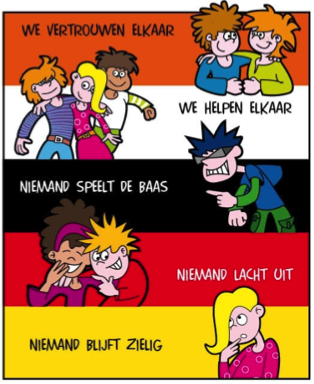 WE VERTROUWEN ELKAAR
WE HELPEN ELKAAR
NIEMAND SPEELT DE BAAS
NIEMAND LACHT UIT
NIEMAND BLIJFT ZIELIG